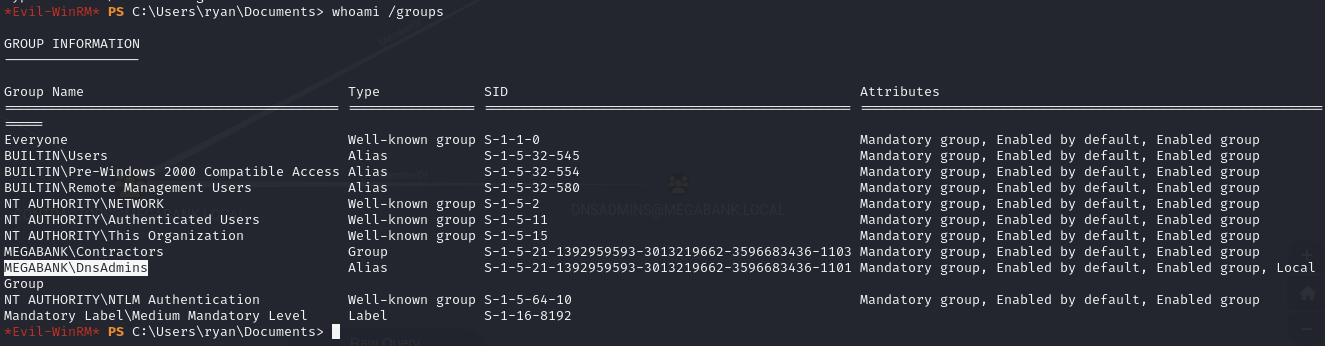 *Evil-WinRM* PS C:\Users\ryan\Documents> whoami /groups
GROUP INFORMATION
-----------------
Group Name Type SID Attributes
========================================== ================ ============================================== ===============================================================
=====
Everyone Well-known group S-1-1-0 Mandatory group, Enabled by default, Enabled group
BUILTIN\Users Alias S-1-5-32-545 Mandatory group, Enabled by default, Enabled group
BUILTIN\Pre-Windows 2000 Compatible Access Alias S-1-5-32-554 Mandatory group, Enabled by default, Enabled group
BUILTIN\Remote Management Users Alias S-1-5-32-580 Mandatory group, Enabled by default, Enabled group
NT AUTHORITY\NETWORK Well-known group S-1-5-2 Mandatory group, Enabled by default, Enabled group
NT AUTHORITY\Authenticated Users Well-known group S-1-5-11 Mandatory group, Enabled by default, Enabled group
DNSADMINS@MEGABANK.LOCAL
NT AUTHORITY\This Organization Well-known group S-1-5-15 Mandatory group, Enabled by default, Enabled group
MEGABANK\Contractors Group S-1-5-21-1392959593-3013219662-3596683436-1103 Mandatory group, Enabled by default, Enabled group
MEGABANK\DnsAdmins Alias S-1-5-21-1392959593-3013219662-3596683436-1101 Mandatory group, Enabled by default, Enabled group, Local
Group
NT AUTHORITY\NTLM Authentication Well-known group S-1-5-64-10 Mandatory group, Enabled by default, Enabled group
Mandatory Label\Medium Mandatory Level Label S-1-16-8192
*Evil-WinRM* PS C:\Users\ryan\Documents>
Raw Query